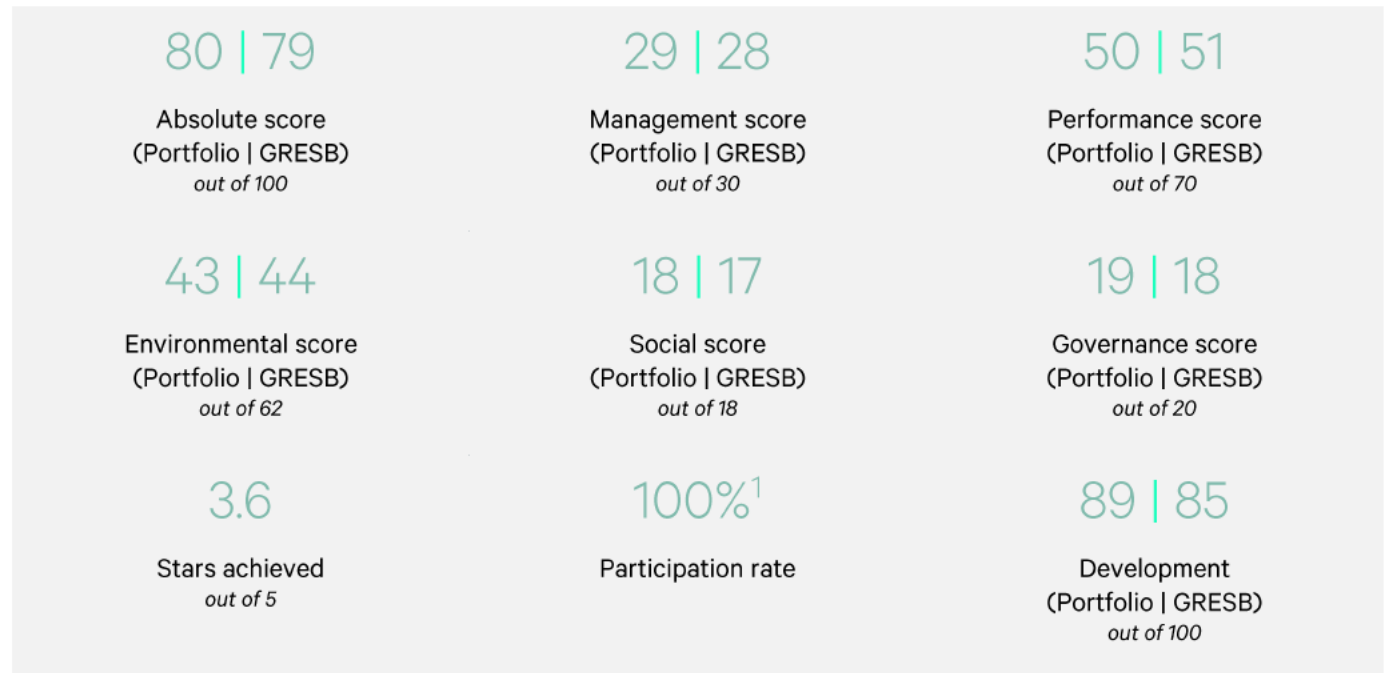 80 | 79
29 | 28
50 | 51
Absolute score
(Portfolio | GRESB)
out of 100
Management score
(Portfolio | GRESB)
out of 30
Performance score
(Portfolio | GRESB)
out of 70
43 | 44
18 | 17
19 | 18
Environmental score
(Portfolio | GRESB)
out of 62
Social score
(Portfolio | GRESB)
out of 18
Governance score
(Portfolio | GRESB)
out of 20
3.6
100%¹
89 | 85
Stars achieved
out of 5
Participation rate
Development
(Portfolio | GRESB)
out of 100